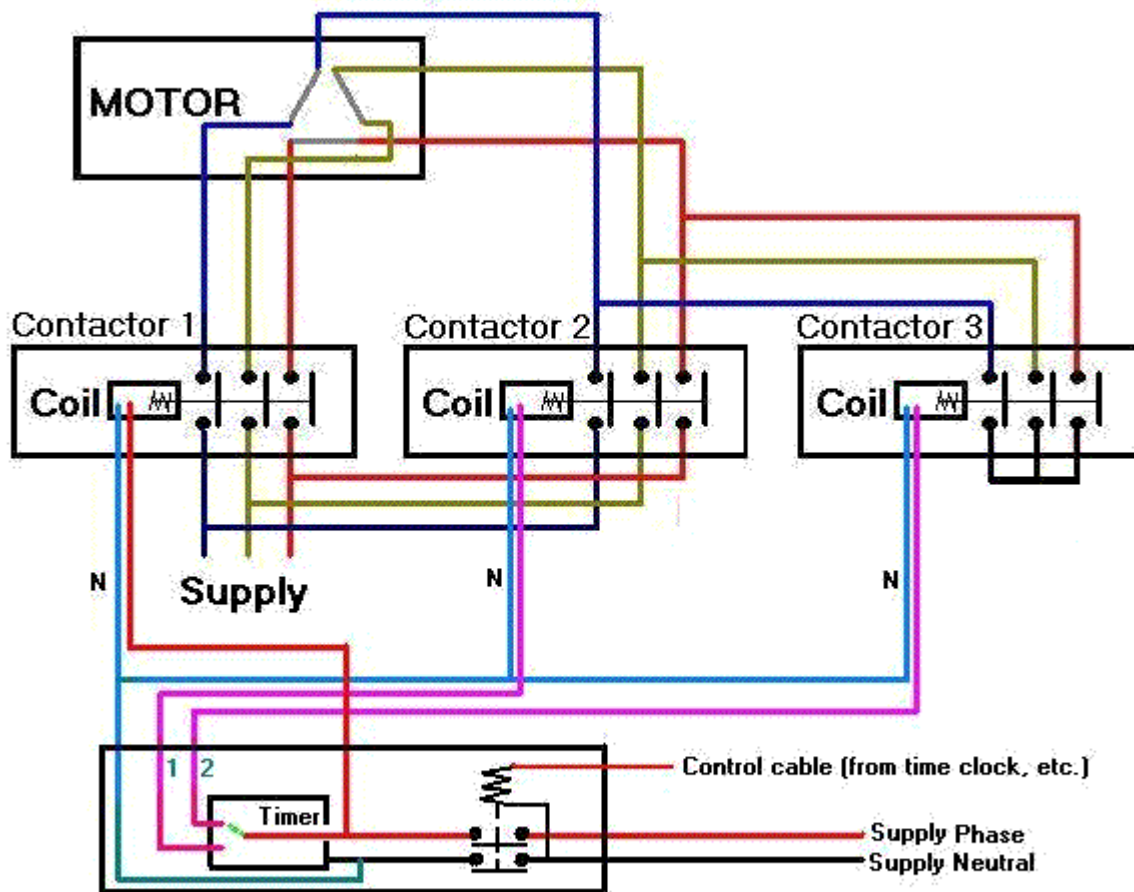 MOTOR
Contactor 1
Contactor 2
Contactor 3
Coil
Coil
Coil
N
Supply
N
N
1 2
Timer
Control cable (from time clock, etc.)
Supply Phase
Supply Neutral